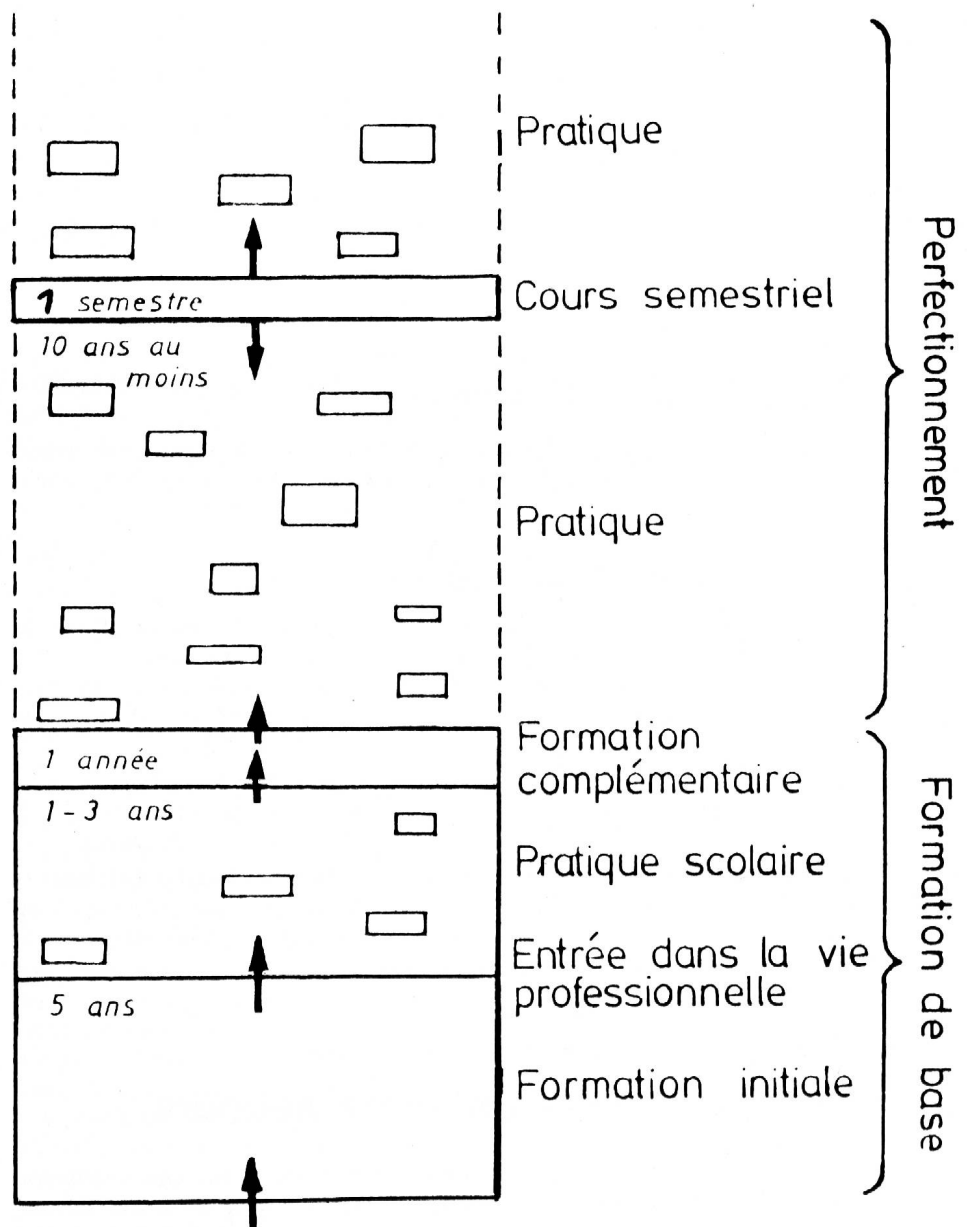 Pratique
1 semestre
Cours semestriel
10 ans au
moins
Pratique
Perfectionnement
1 année
Formation
complémentaire
1-3 ans
Pratique scolaire
Entrée dans la vie
professionnelle
5 ans
Formation initiale
Formation de base